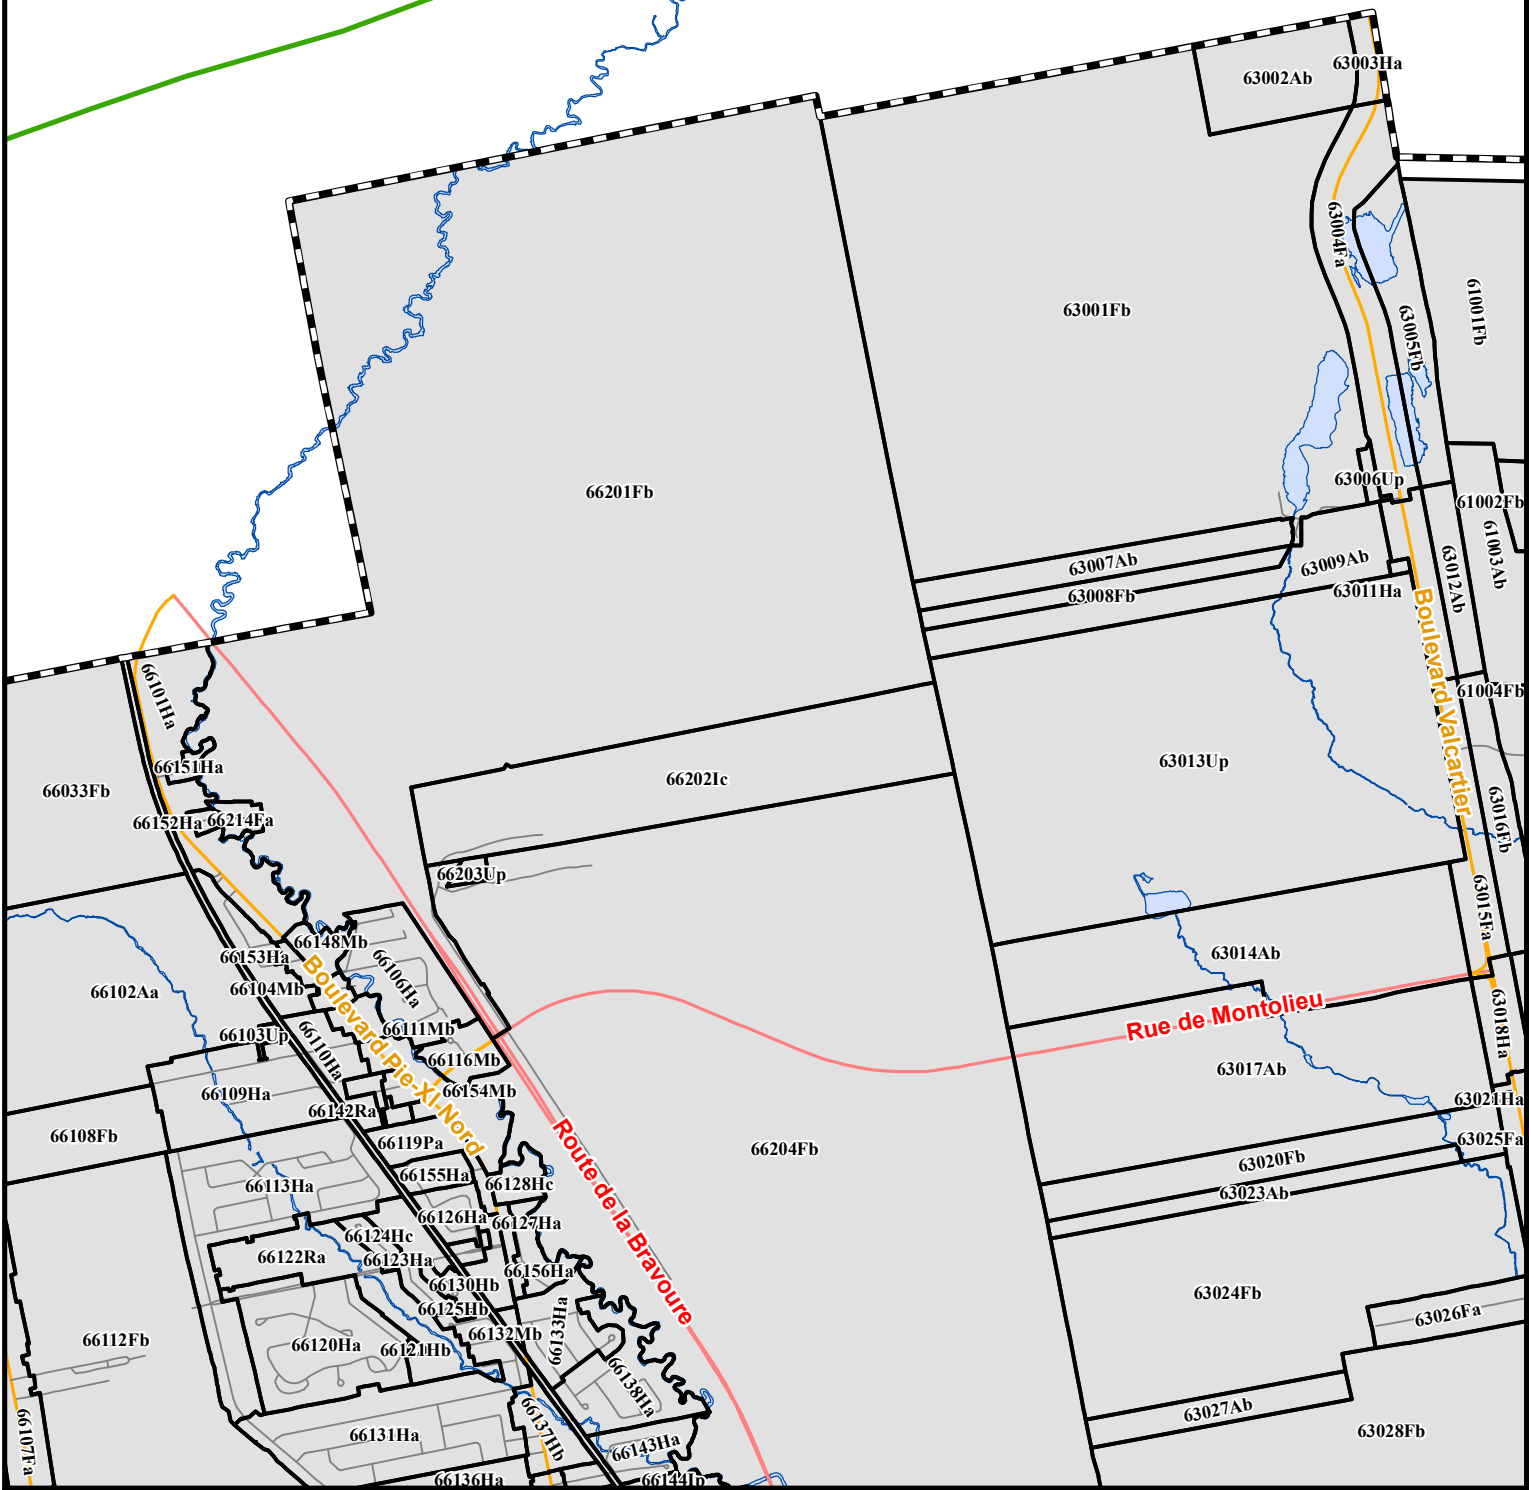 63003Ha
63002Ab
63004Fa
61001Fb
63001Fb
63005Fb
63006Up
66201Fb
61002Fb
61003Ab
63007Ab
63009Ab
63012Ab
63008Fb
63011Ha
Boulevard Valcartier
66101Ha
61004Fb
66151Ha
63013Up
66202Ic
66033Fb
66152Ha
66214Fa
63016Fb
66203Up
63015Fa
66148Mb
66153Ha
63014Ab
66106Ha
66104Mb
66102Aa
Boulevard Pie-XI-Nord
Rue de Montolieu
63018Ha
66111Mb
66103Up
66110Ha
66116Mb
63017Ab
66109Ha
66154Mb
63021Ha
66142Ra
66108Fb
66119Pa
63025Fa
66204Fb
63020Fb
66155Ha
66113Ha
66128Hc
63023Ab
Route de la Bravoure
66126Ha
66127Ha
66124Hc
66122Ra
66123Ha
66156Ha
66130Hb
63024Fb
66125Hb
63026Fa
66132Mb
66133Ha
66112Fb
66120Ha
66121Hb
66138Ha
63027Ab
66137Hb
66107Fa
66131Ha
66143Ha
63028Fb
66136Ha
66144Ip